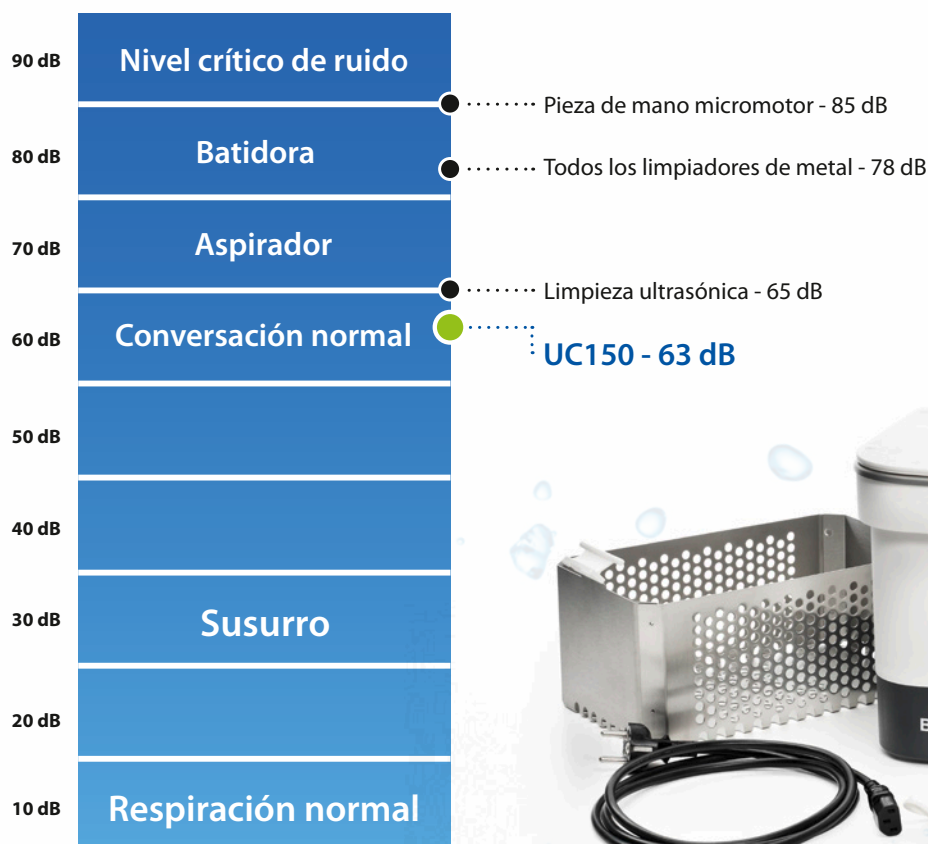 90 dB
Nivel crítico de ruido
Pieza de mano micromotor - 85 dB
80 dB
Batidora
Todos los limpiadores de metal - 78 dB
70 dB
Aspirador
Limpieza ultrasónica - 65 dB
60 dB
Conversación normal
UC150 - 63 dB
50 dB
40 dB
30 dB
Susurro
20 dB
10 dB
Respiración normal